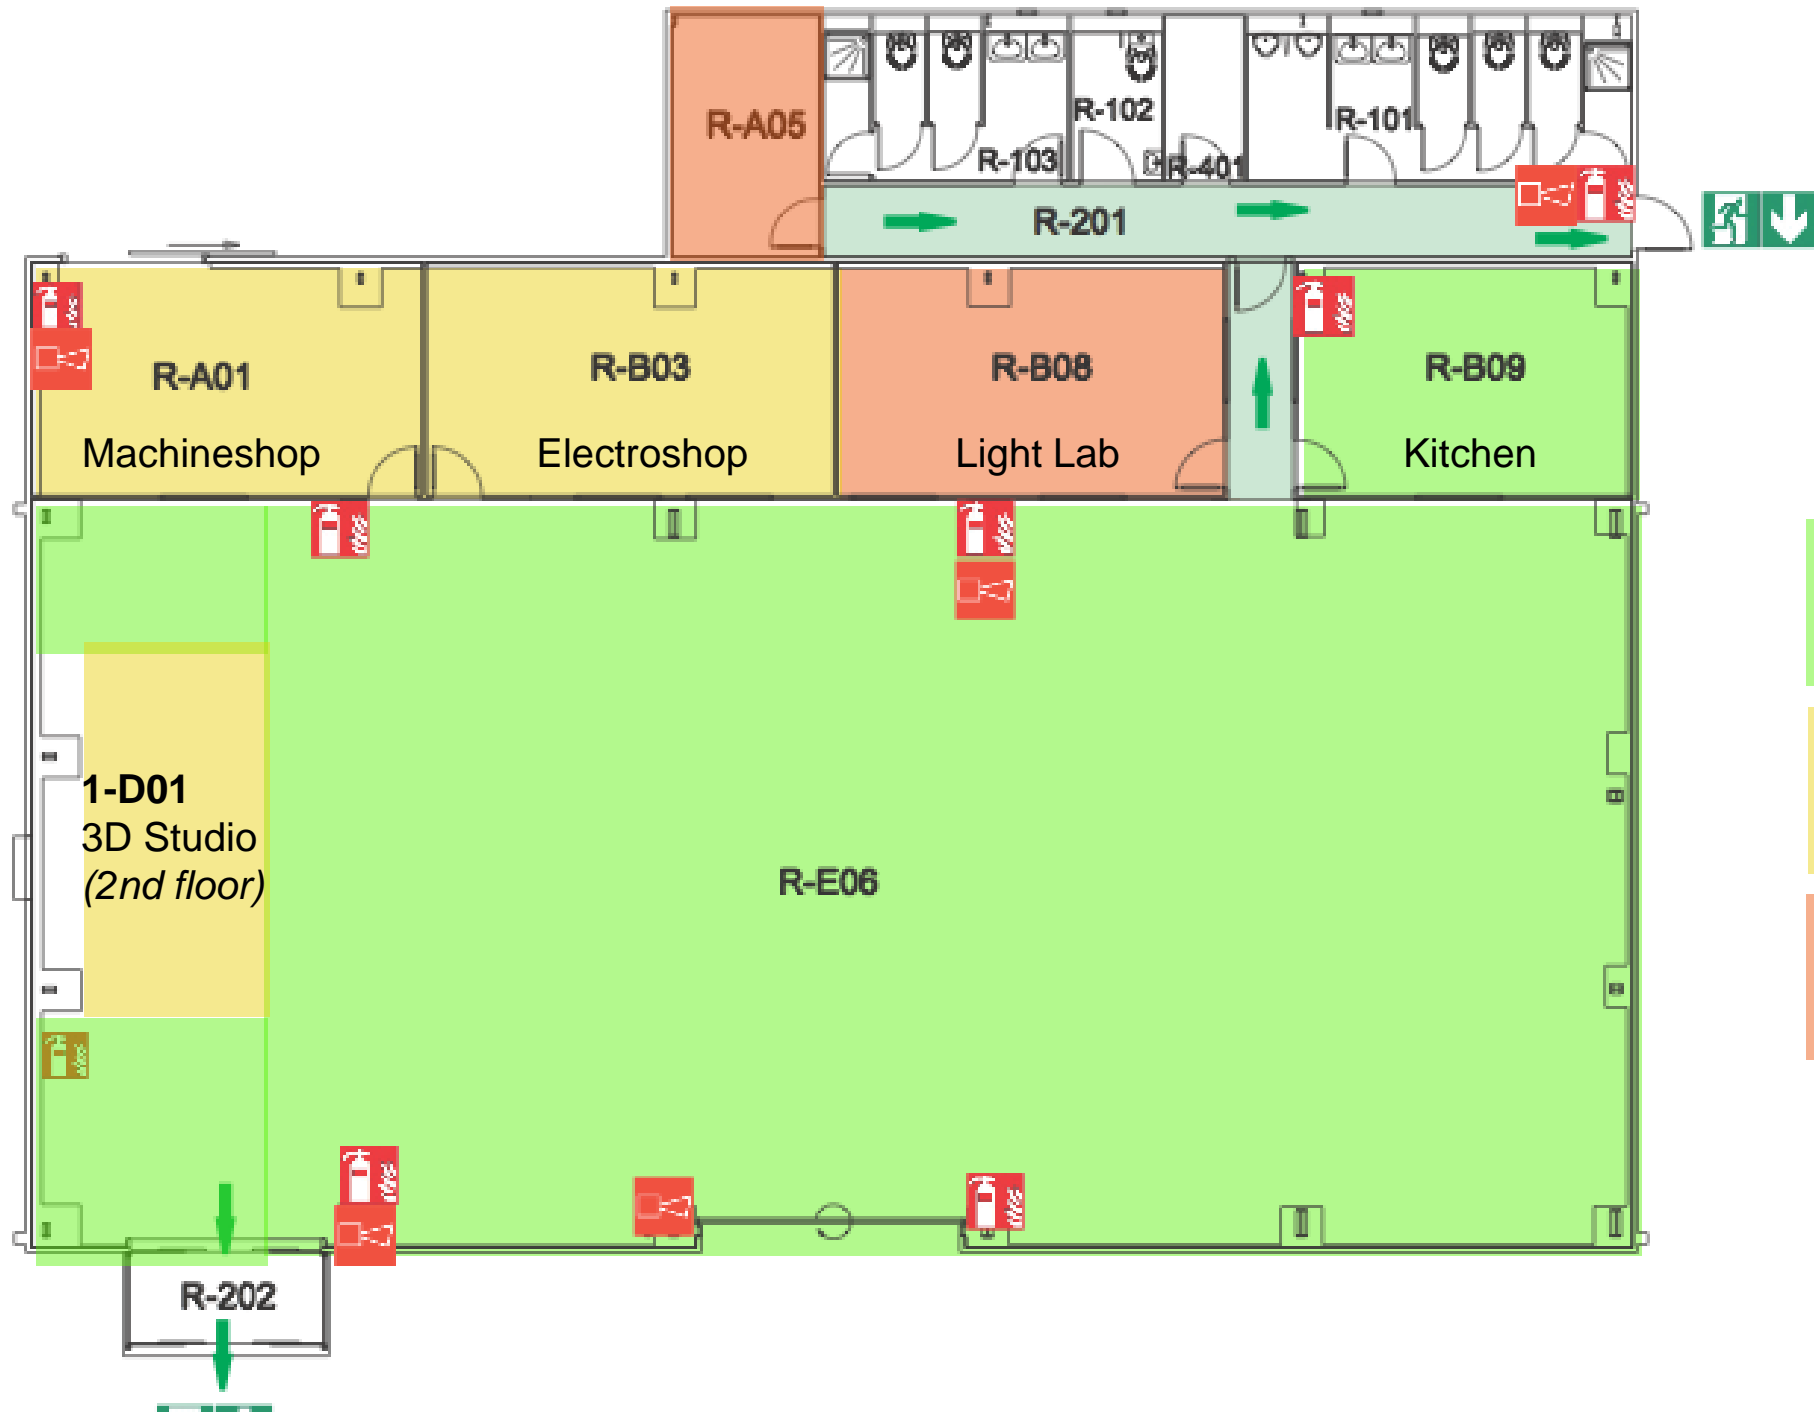 R-A05
R-102
R-101
R-103
R-401
R-201
R-A01
Machineshop
R-B03
Electroshop
R-B08
Light Lab
R-B09
Kitchen
1-D01
3D Studio
(2nd floor)
R-E06
R-202